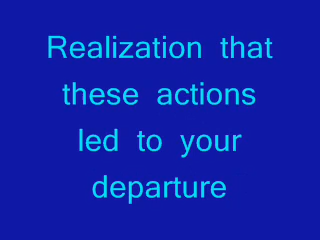 Realization that
these actions
led to your
departure